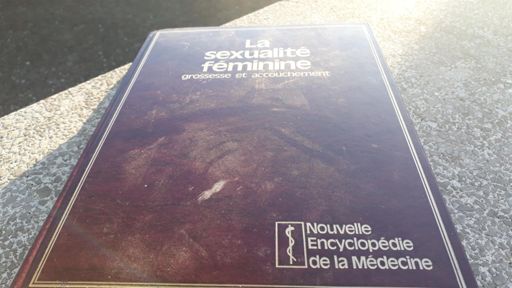 La
sexualité
féminine
grossesse et accouchement
Nouvelle
Encyclopédie
de la Médecine